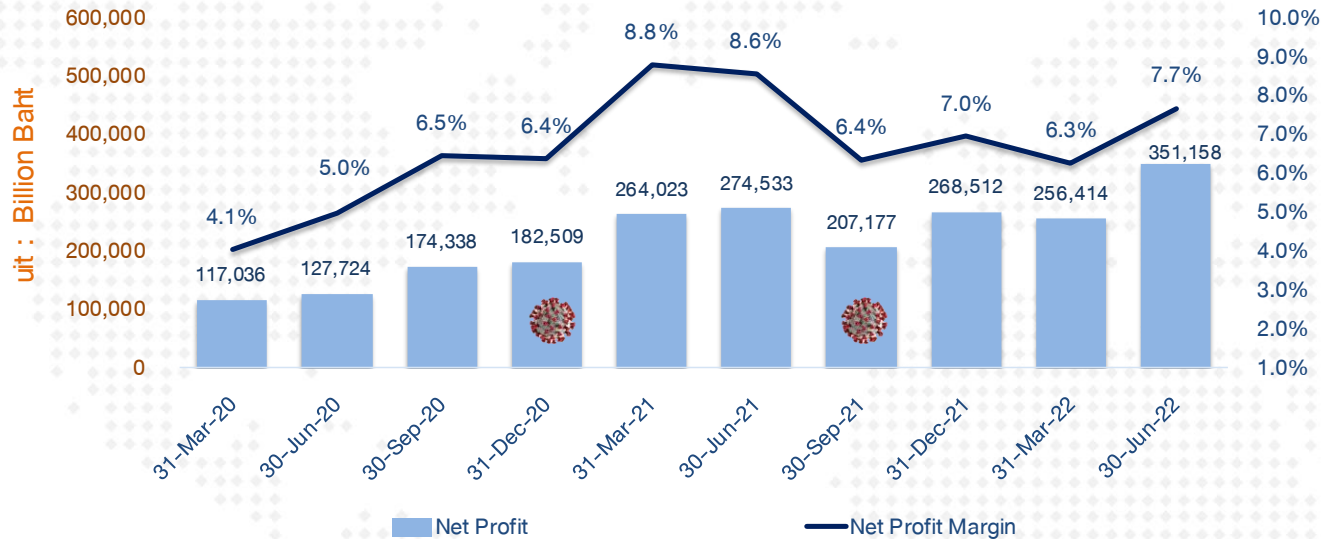 600,000
500,000
400,000
300,000
200,000
100,000
0
uit : Billion Baht
10.0%
9.0%
8.0%
7.0%
6.0%
5.0%
4.0%
3.0%
2.0%
1.0%
4.1%
5.0%
6.5%
6.4%
8.8%
8.6%
6.4%
7.0%
6.3%
7.7%
117,036
127,724
174,338
182,509
264,023
274,533
207,177
268,512
256,414
351,158
31-Mar-20
30-Jun-20
30-Sep-20
31-Dec-20
31-Mar-21
30-Jun-21
30-Sep-21
31-Dec-21
31-Mar-22
30-Jun-22
Net Profit
Net Profit Margin